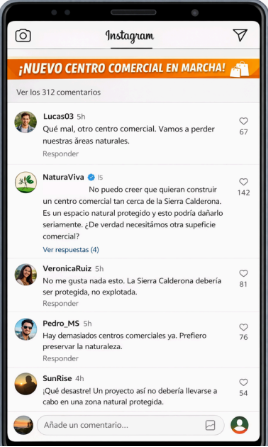 Instagram
¡NUEVO CENTRO COMERCIAL EN MARCHA!
Ver los 312 comentarios
Lucas03 5h
Qué mal, otro centro comercial. Vamos a perder
nuestras áreas naturales.
Responder
67
NaturaViva
No puedo creer que quieran construir
un centro comercial tan cerca de la Sierra Calderona.
Es un espacio natural protegido y esto podría dañarlo
seriamente. ¿De verdad necesitámos otra supeficie
comercial?
142
Ver respuestas (4)
VeronicaRuiz 5h
No me gusta nada esto. La Sierra Calderona debería
ser protegida, no explotada.
Responder
81
Pedro_MS 5h
Hay demasiados centros comerciales ya. Prefiero
preservar la naturaleza.
Responder
76
SunRise 4h
¡Qué desastre! Un proyecto así no debería llevarse a
cabo en una zona natural protegida.
54
Añade un comentario...